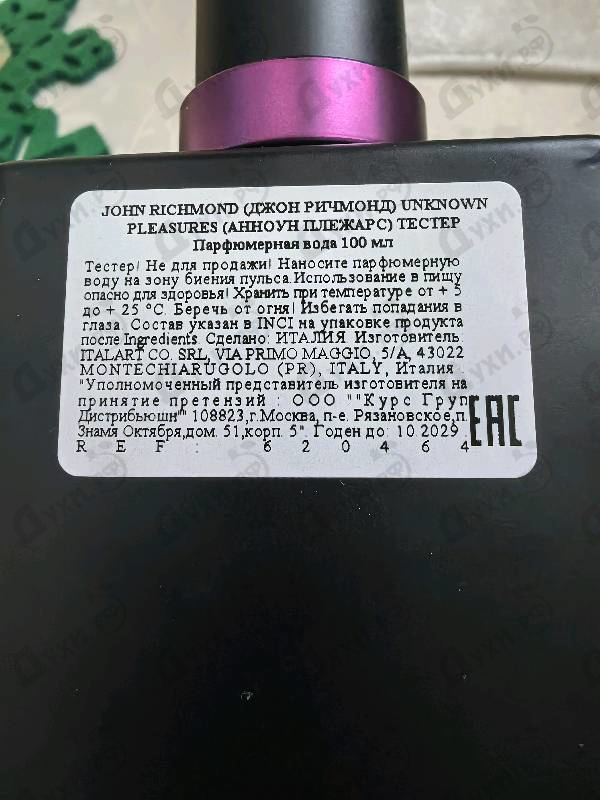 JOHN RICHMOND (ДЖОН РИЧМОНД) UNKNOWN
PLEASURES (АННОУН ПЛЕЖАРС) ТЕСТЕР
Парфюмерная вода 100 мл
Тестер! Не для продажи! Наносите парфюмерную
воду на зону биения пульса.Использование в пищу
опасно для здоровья! Хранить при температуре от + 5
до + 25 °С. Беречь от огня! Избегать попадания в
глаза. Состав указан в INCI на упаковке продукта
после Ingredients. Сделано: ИТАЛИЯ Изготовитель:
ITALART CO. SRL, VIA PRIMO MAGGIO, 5/A, 43022
MONTECHIARUGOLO (PR), ITALY, Италия
"Уполномоченный представитель изготовителя на
принятие претензий : ООО ""Курс Груп
Дистрибьюшн"" 108823,г.Москва, п-е. Рязановское,п.
Знамя Октября,дом. 51,корп. 5". Годен до: 10.2029
REF: 620464
EAC
духи.рф